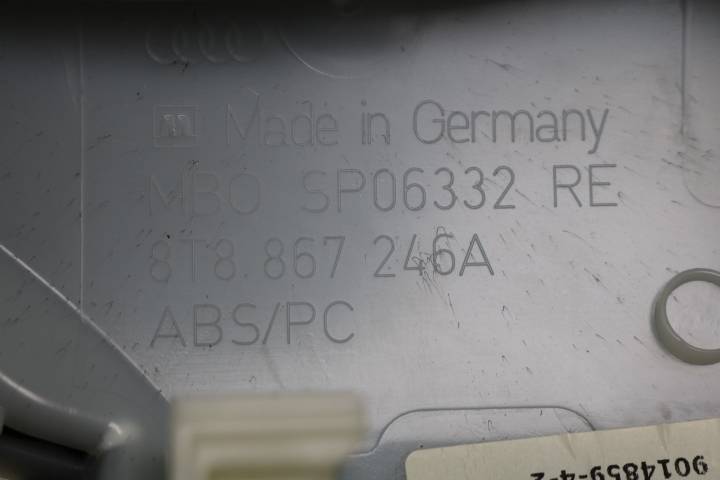 Made in Germany
MBO SP06332 RE
8T8.867 246A
ABS/PC
9014859-4-2